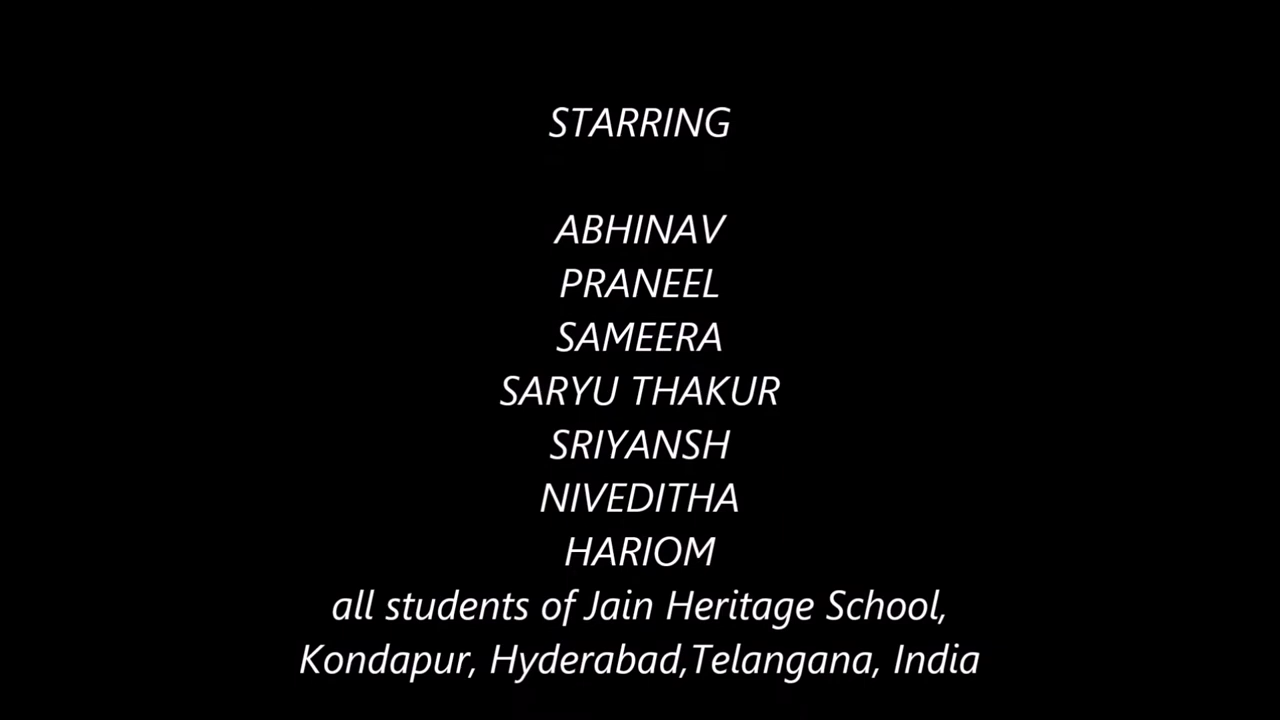 STARRING
ABHINAV
PRANEEL
SAMEERA
SARYU THAKUR
SRIYANSH
NIVEDITHA
HARIOM
all students of Jain Heritage School,
Kondapur, Hyderabad,Telangana, India